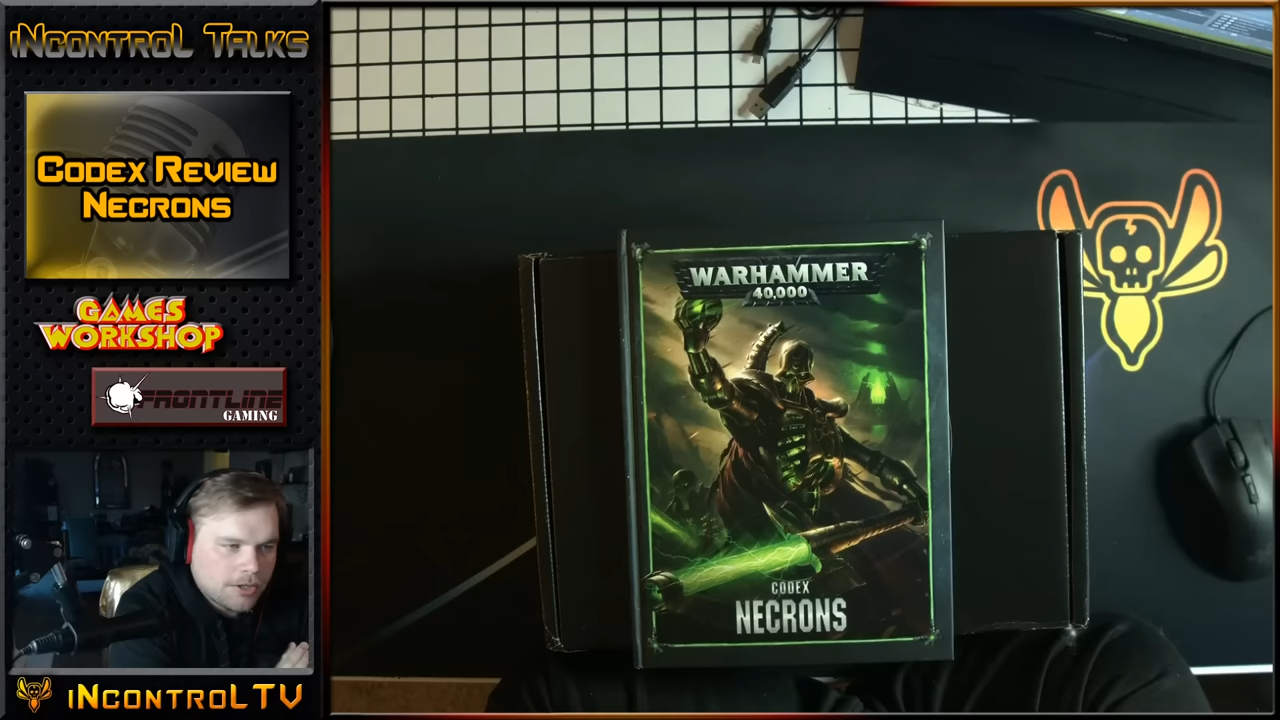 iNcontroL Talks
Codex Review
Necrons
GAMES
WORKSHOP
FRONTLINE
GAMING
iNcontroLTV
WARHAMMER
40,000
CODEX
NECRONS